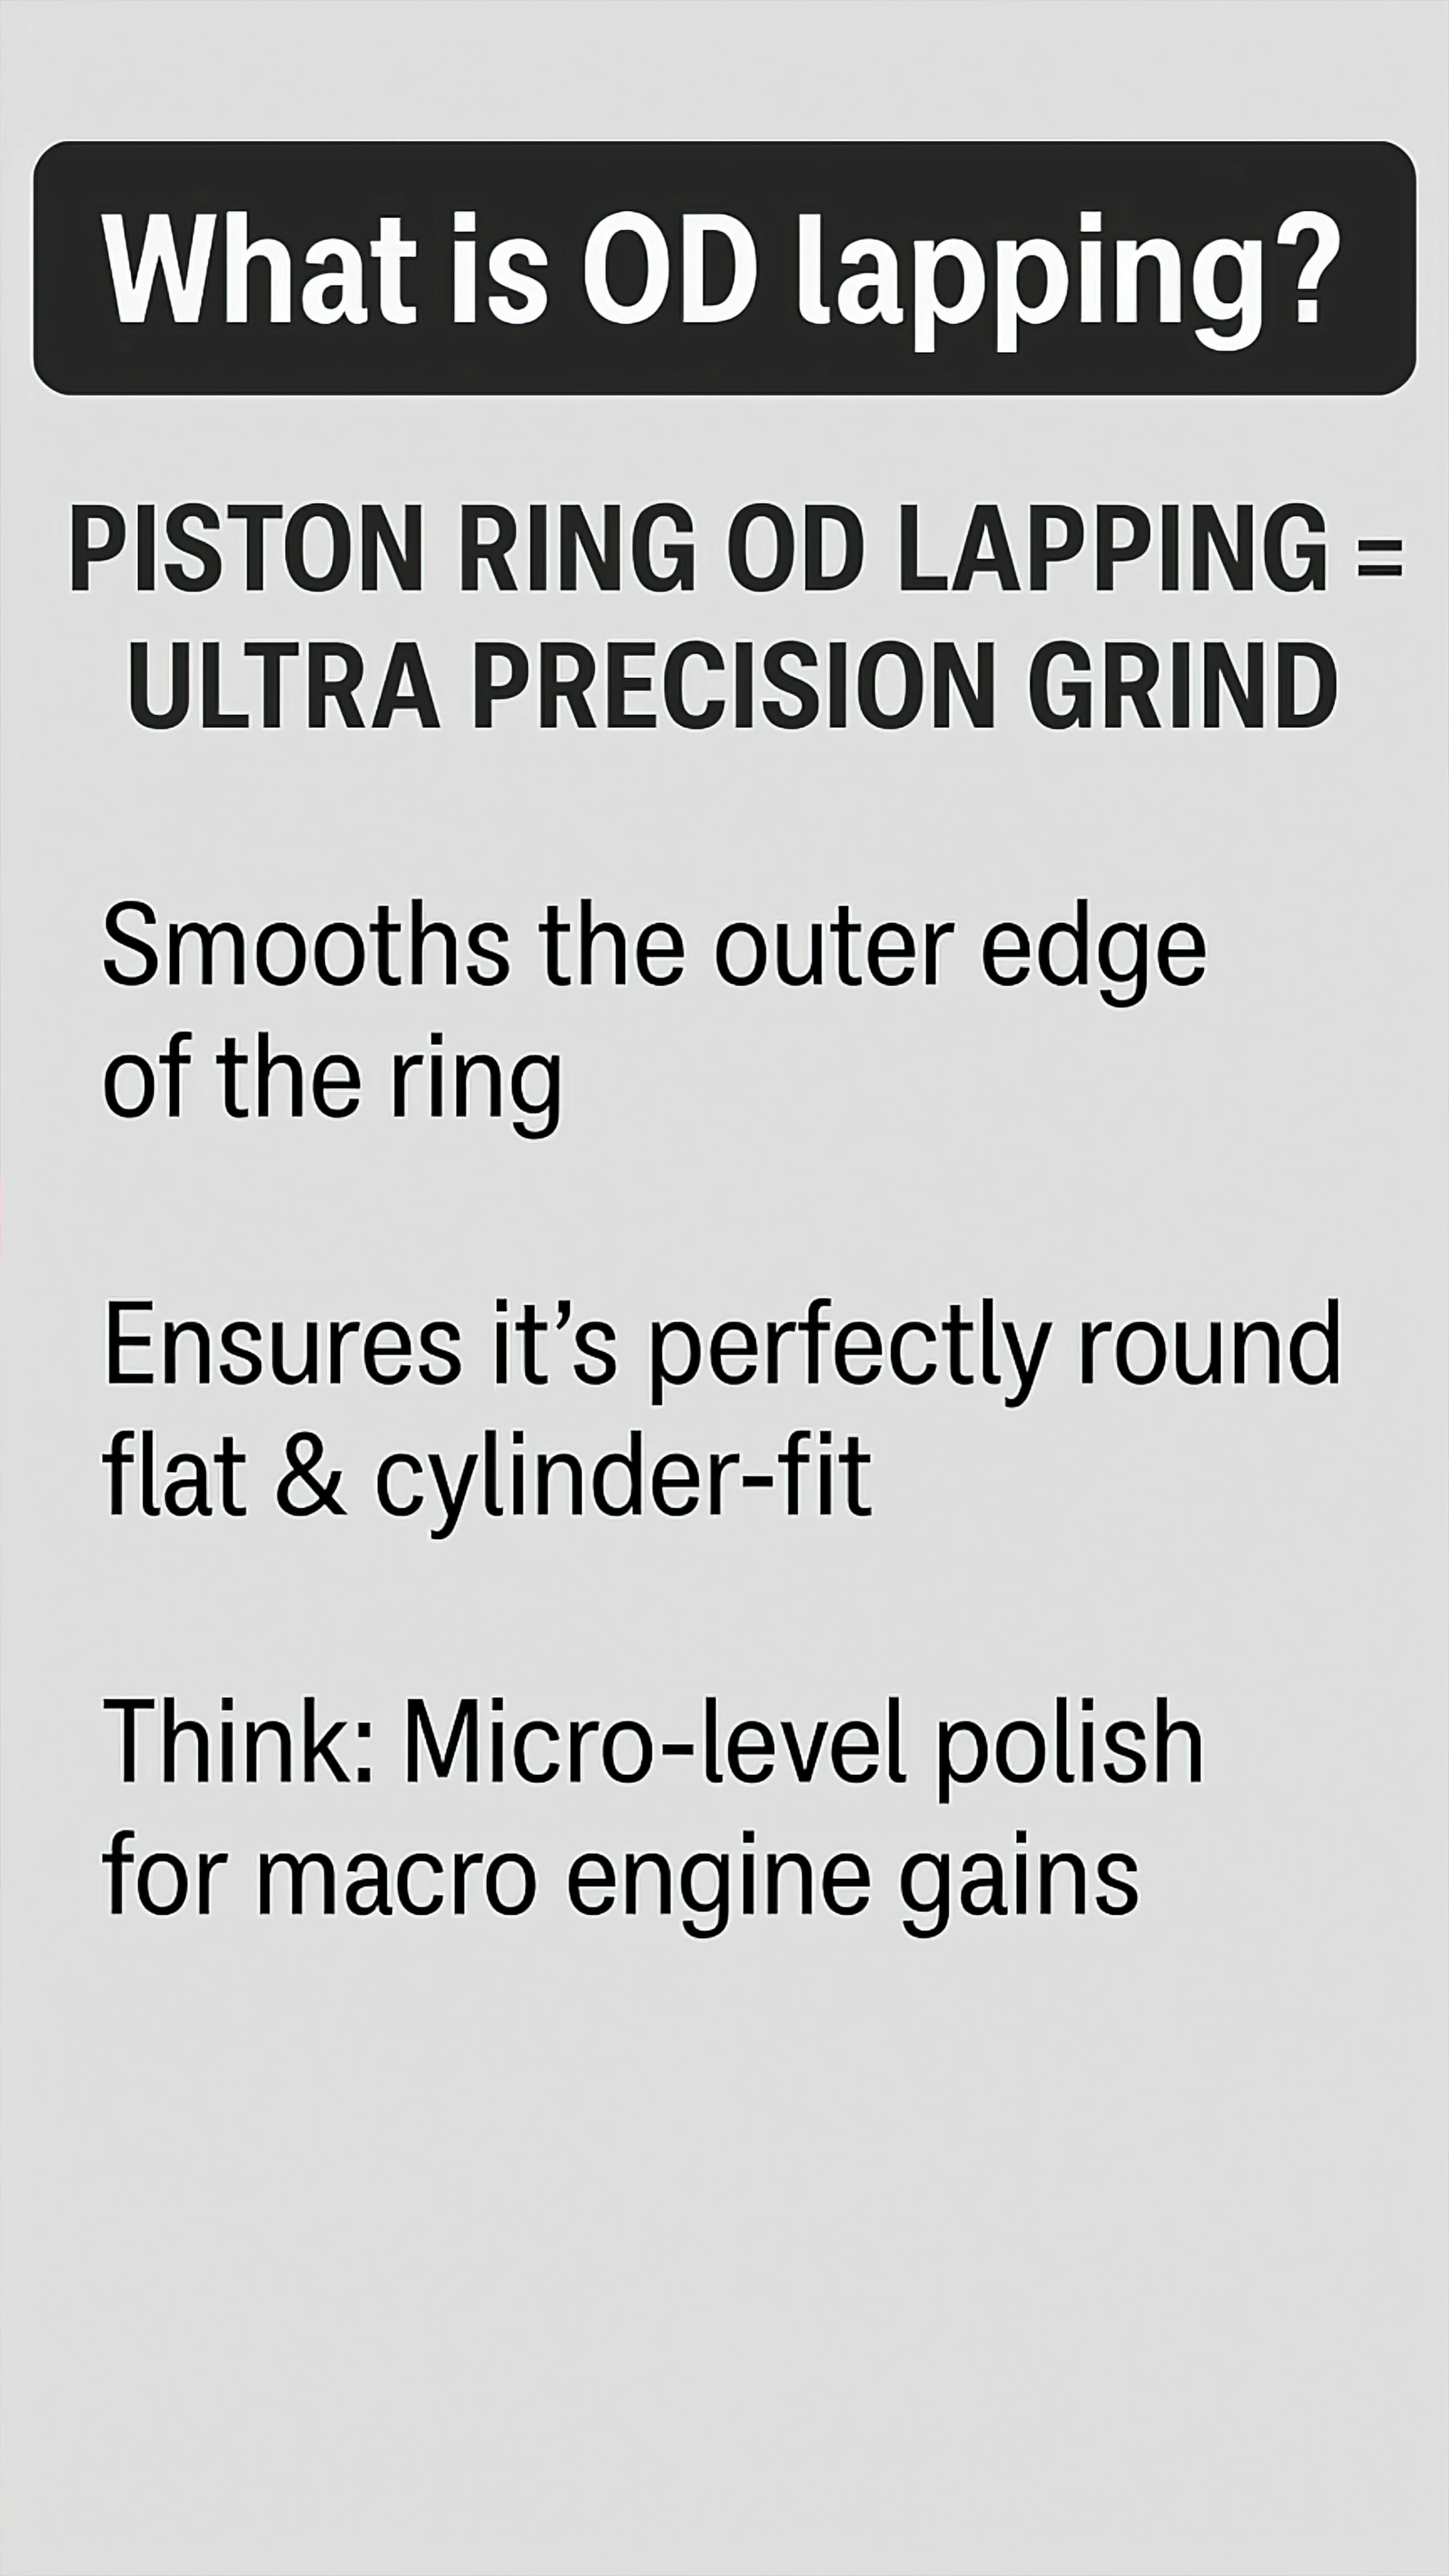 What is OD lapping?
PISTON RING OD LAPPING =
ULTRA PRECISION GRIND
Smooths the outer edge
of the ring
Ensures it’s perfectly round
flat & cylinder-fit
Think: Micro-level polish
for macro engine gains